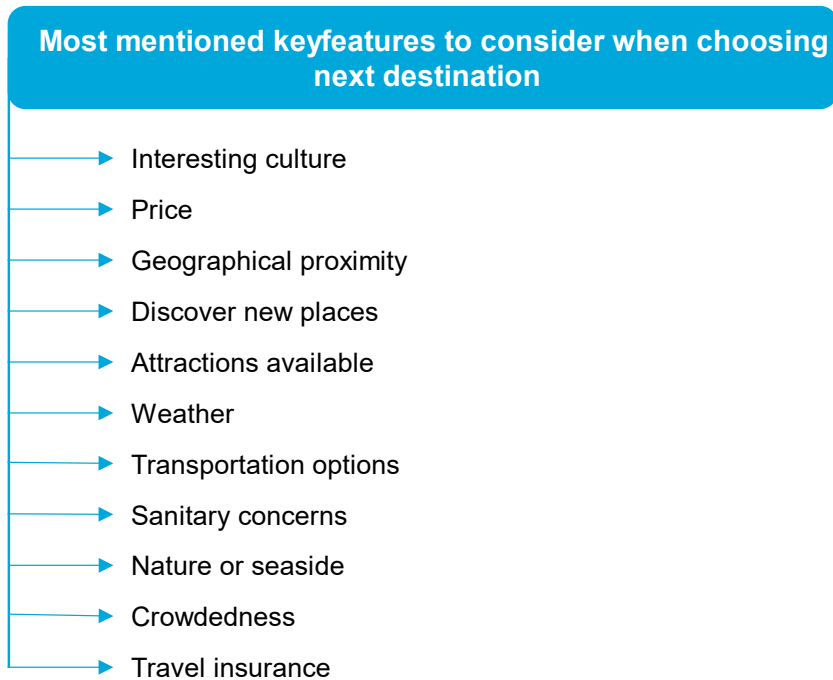 Most mentioned keyfeatures to consider when choosing
next destination
Interesting culture
Price
Geographical proximity
Discover new places
Attractions available
Weather
Transportation options
Sanitary concerns
Nature or seaside
Crowdedness
Travel insurance